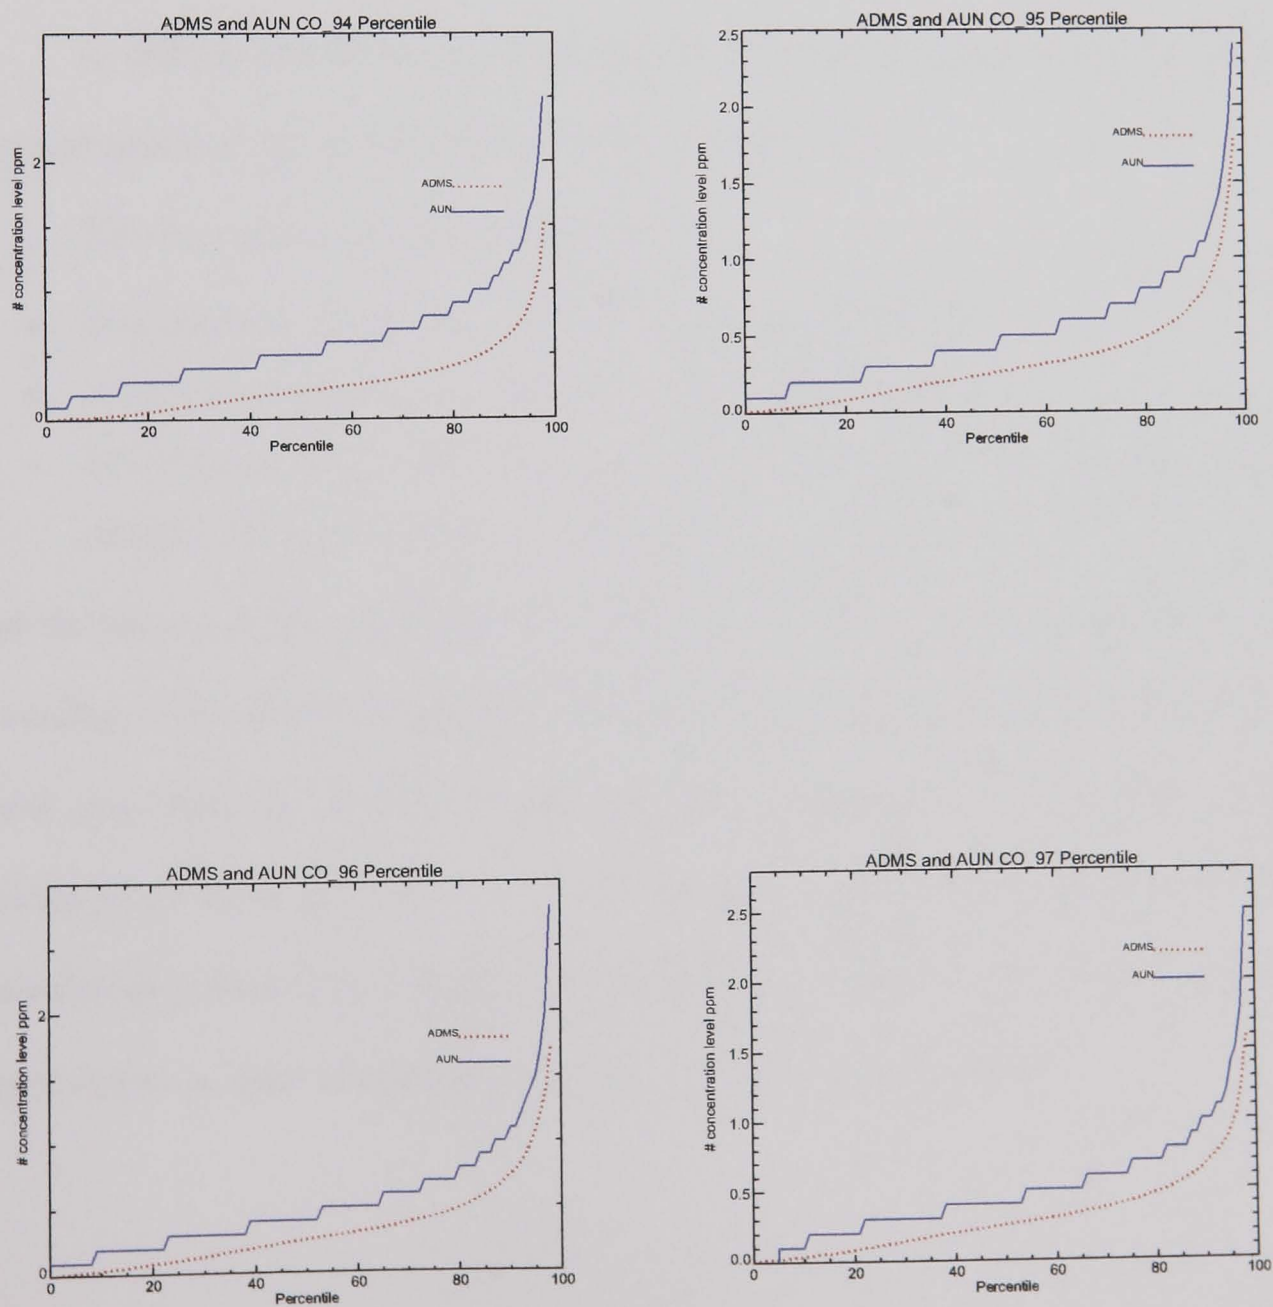 ADMS and AUN CO_94 Percentile
# concentration level ppm
2
0
ADMS
AUN
0 20 40 60 80 100
Percentile
ADMS and AUN CO_95 Percentile
# concentration level ppm
2.5
2.0
1.5
1.0
0.5
0.0
ADMS
AUN
0 20 40 60 80 100
Percentile
ADMS and AUN CO_96 Percentile
# concentration level ppm
2
0
ADMS
AUN
0 20 40 60 80 100
Percentile
ADMS and AUN CO_97 Percentile
# concentration level ppm
2.5
2.0
1.5
1.0
0.5
0.0
ADMS
AUN
0 20 40 60 80 100
Percentile